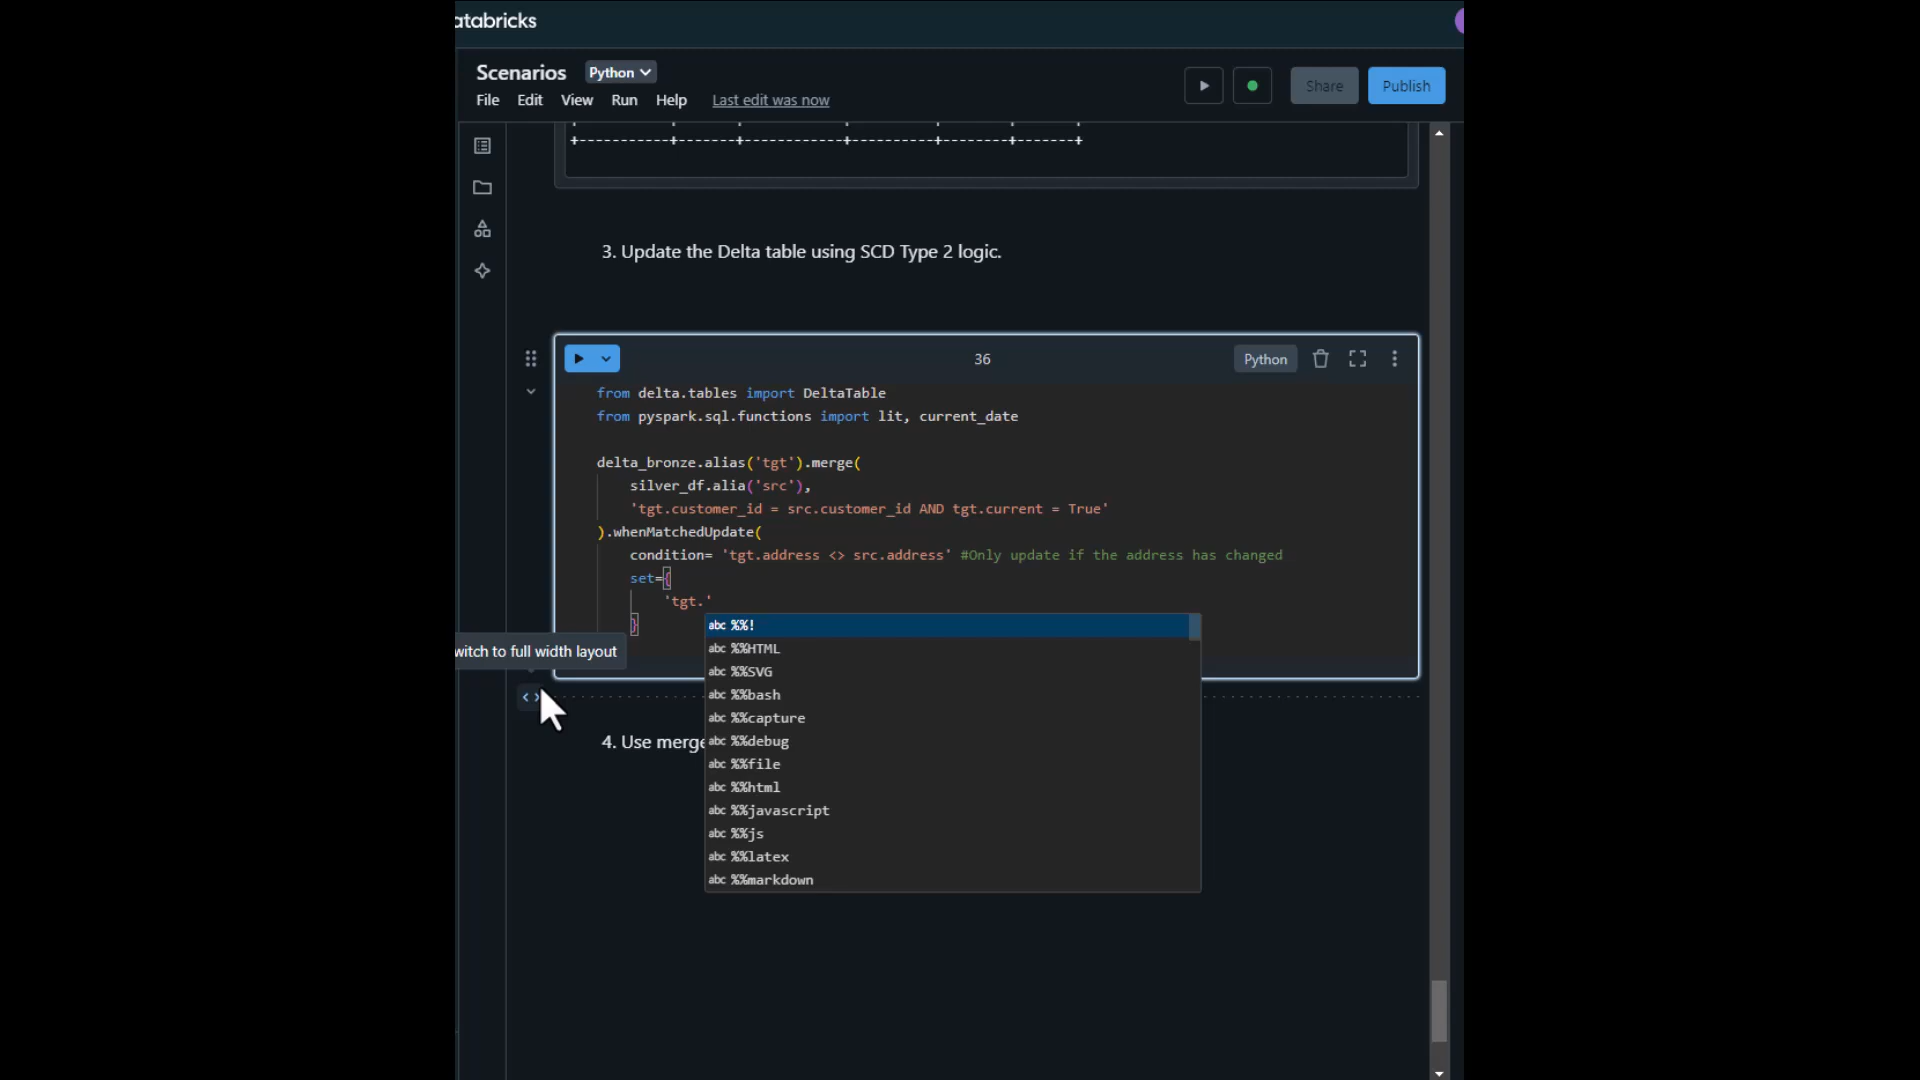 atabricks
Scenarios Python
File Edit View Run Help Last edit was now
Share Publish
+-----------+-------+------------+----------+--------+-------+
3. Update the Delta table using SCD Type 2 logic.
36
Python
from delta.tables import DeltaTable
from pyspark.sql.functions import lit, current_date
delta_bronze.alias('tgt').merge(
silver_df.alia('src'),
'tgt.customer_id = src.customer_id AND tgt.current = True'
).whenMatchedUpdate(
condition= 'tgt.address <> src.address' #Only update if the address has changed
set={
'tgt.'
}
abc %%!
witch to full width layout
abc %%HTML
abc %%SVG
abc %%bash
abc %%capture
4. Use merge
abc %%debug
abc %%file
abc %%html
abc %%javascript
abc %%js
abc %%latex
abc %%markdown